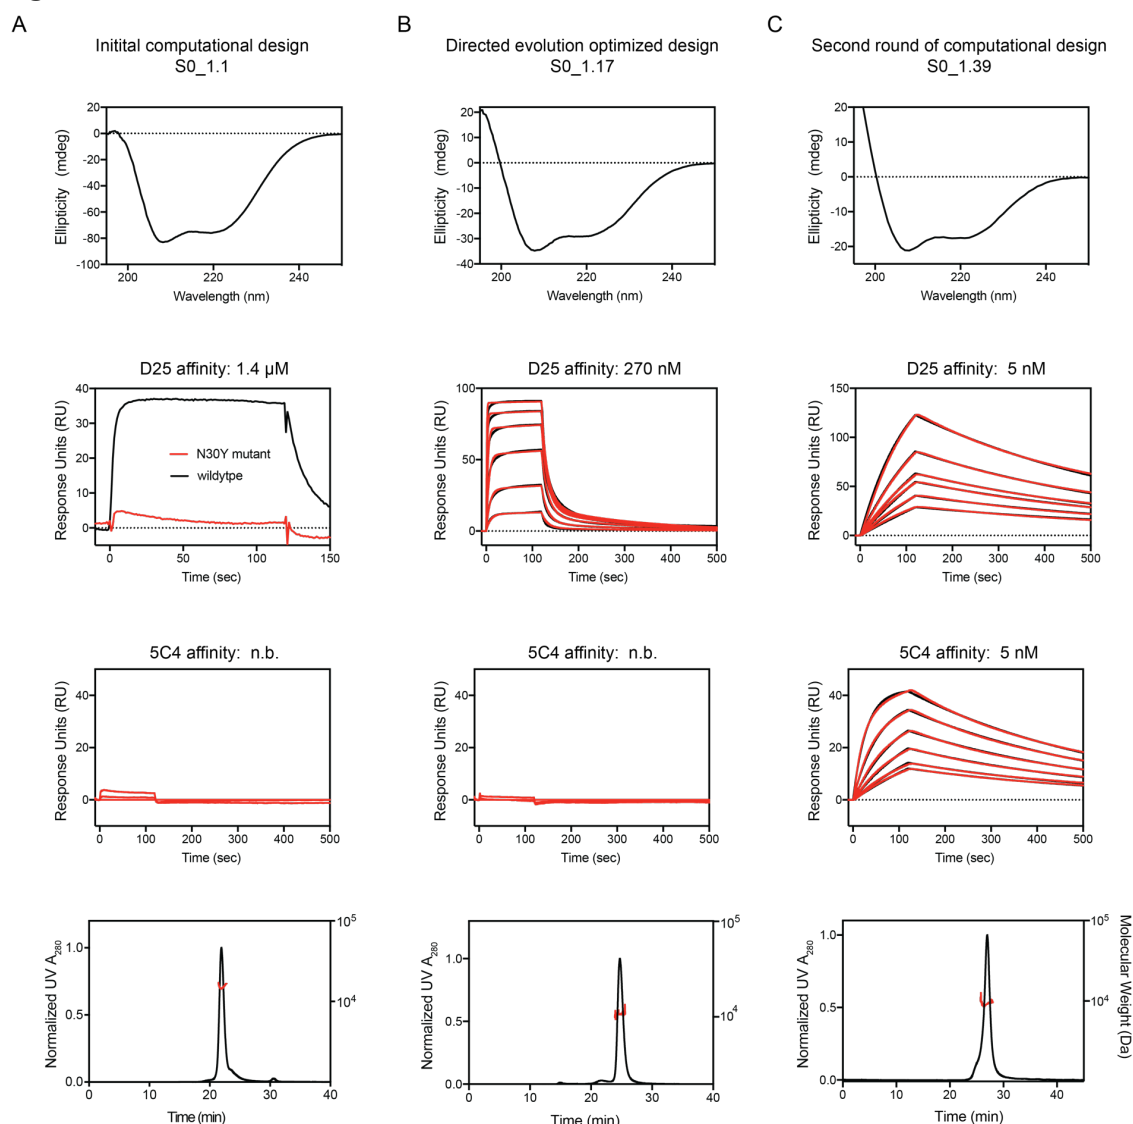 A
B
C
Initital computational design
S0_1.1
Directed evolution optimized design
S0_1.17
Second round of computational design
S0_1.39
20
0
-20
-40
-60
-80
-100
Ellipticity (mdeg)
200
220
240
Wavelength (nm)
20
10
0
-10
-20
-30
-40
Ellipticity (mdeg)
200
220
240
Wavelength (nm)
20
10
0
-10
-20
Ellipticity (mdeg)
200
220
240
Wavelength (nm)
D25 affinity: 1.4 µM
40
30
20
10
0
Response Units (RU)
N30Y mutant
wildytpe
0
50
100
150
Time (sec)
D25 affinity: 270 nM
100
50
0
Response Units (RU)
0
100
200
300
400
500
Time (sec)
D25 affinity: 5 nM
150
100
50
0
Response Units (RU)
0
100
200
300
400
500
Time (sec)
5C4 affinity: n.b.
40
20
0
Response Units (RU)
0
100
200
300
400
500
Time (sec)
5C4 affinity: n.b.
40
20
0
Response Units (RU)
0
100
200
300
400
500
Time (sec)
5C4 affinity: 5 nM
40
20
0
Response Units (RU)
0
100
200
300
400
500
Time (sec)
1.0
0.5
0.0
Normalized UV A280
10^5
10^4
0
10
20
30
40
Time (min)
1.0
0.5
0.0
Normalized UV A280
10^5
10^4
0
10
20
30
40
Time (min)
1.0
0.5
0.0
Normalized UV A280
10^5
10^4
Molecular Weight (Da)
0
10
20
30
40
Time (min)